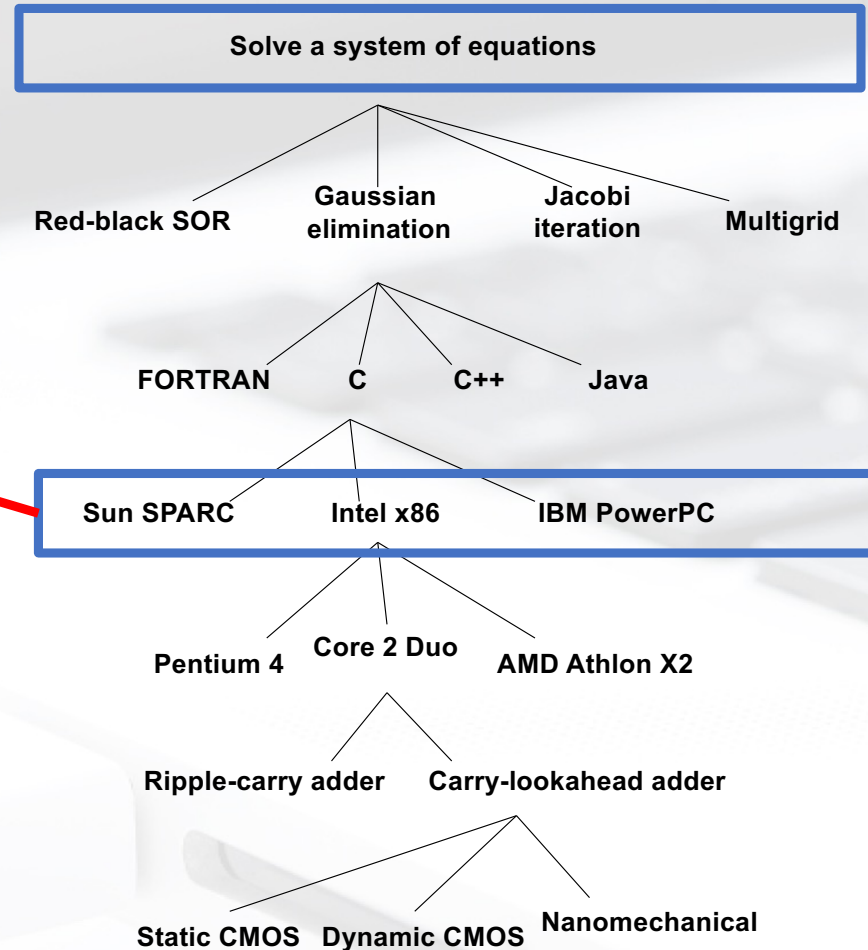 Solve a system of equations
Red-black SOR
Gaussian
elimination
Jacobi
iteration
Multigrid
FORTRAN
C
C++
Java
Sun SPARC
Intel x86
IBM PowerPC
Pentium 4
Core 2 Duo
AMD Athlon X2
Ripple-carry adder
Carry-lookahead adder
Static CMOS
Dynamic CMOS
Nanomechanical